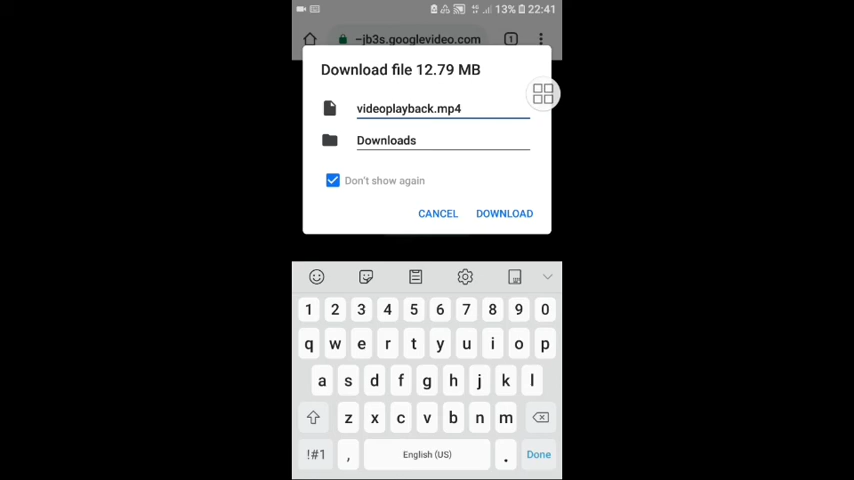 13% 22:41
–jb3s.googlevideo.com 1
Download file 12.79 MB
videoplayback.mp4
Downloads
Don't show again
CANCEL DOWNLOAD
1 2 3 4 5 6 7 8 9 0
q w e r t y u i o p
a s d f g h j k l
z x c v b n m
!#1 , English (US) . Done